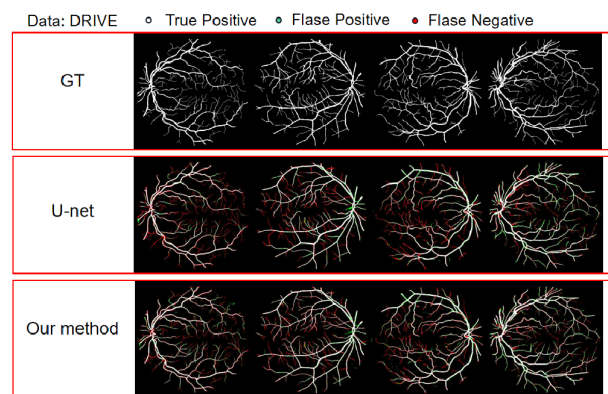 Data: DRIVE True Positive Flase Positive Flase Negative
GT
U-net
Our method